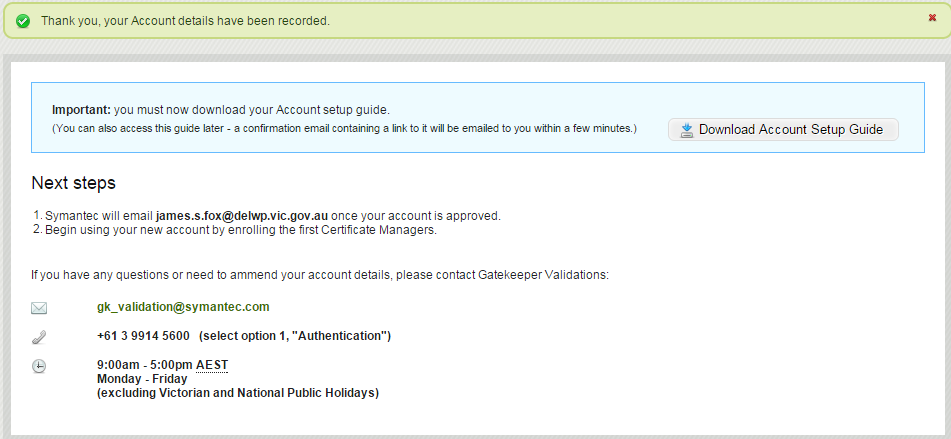 Thank you, your Account details have been recorded.
Important: you must now download your Account setup guide.
(You can also access this guide later - a confirmation email containing a link to it will be emailed to you within a few minutes.)
Download Account Setup Guide
Next steps
1. Symantec will email james.s.fox@delwp.vic.gov.au once your account is approved.
2. Begin using your new account by enrolling the first Certificate Managers.
If you have any questions or need to ammend your account details, please contact Gatekeeper Validations:
gk_validation@symantec.com
+61 3 9914 5600 (select option 1, "Authentication")
9:00am - 5:00pm AEST
Monday - Friday
(excluding Victorian and National Public Holidays)